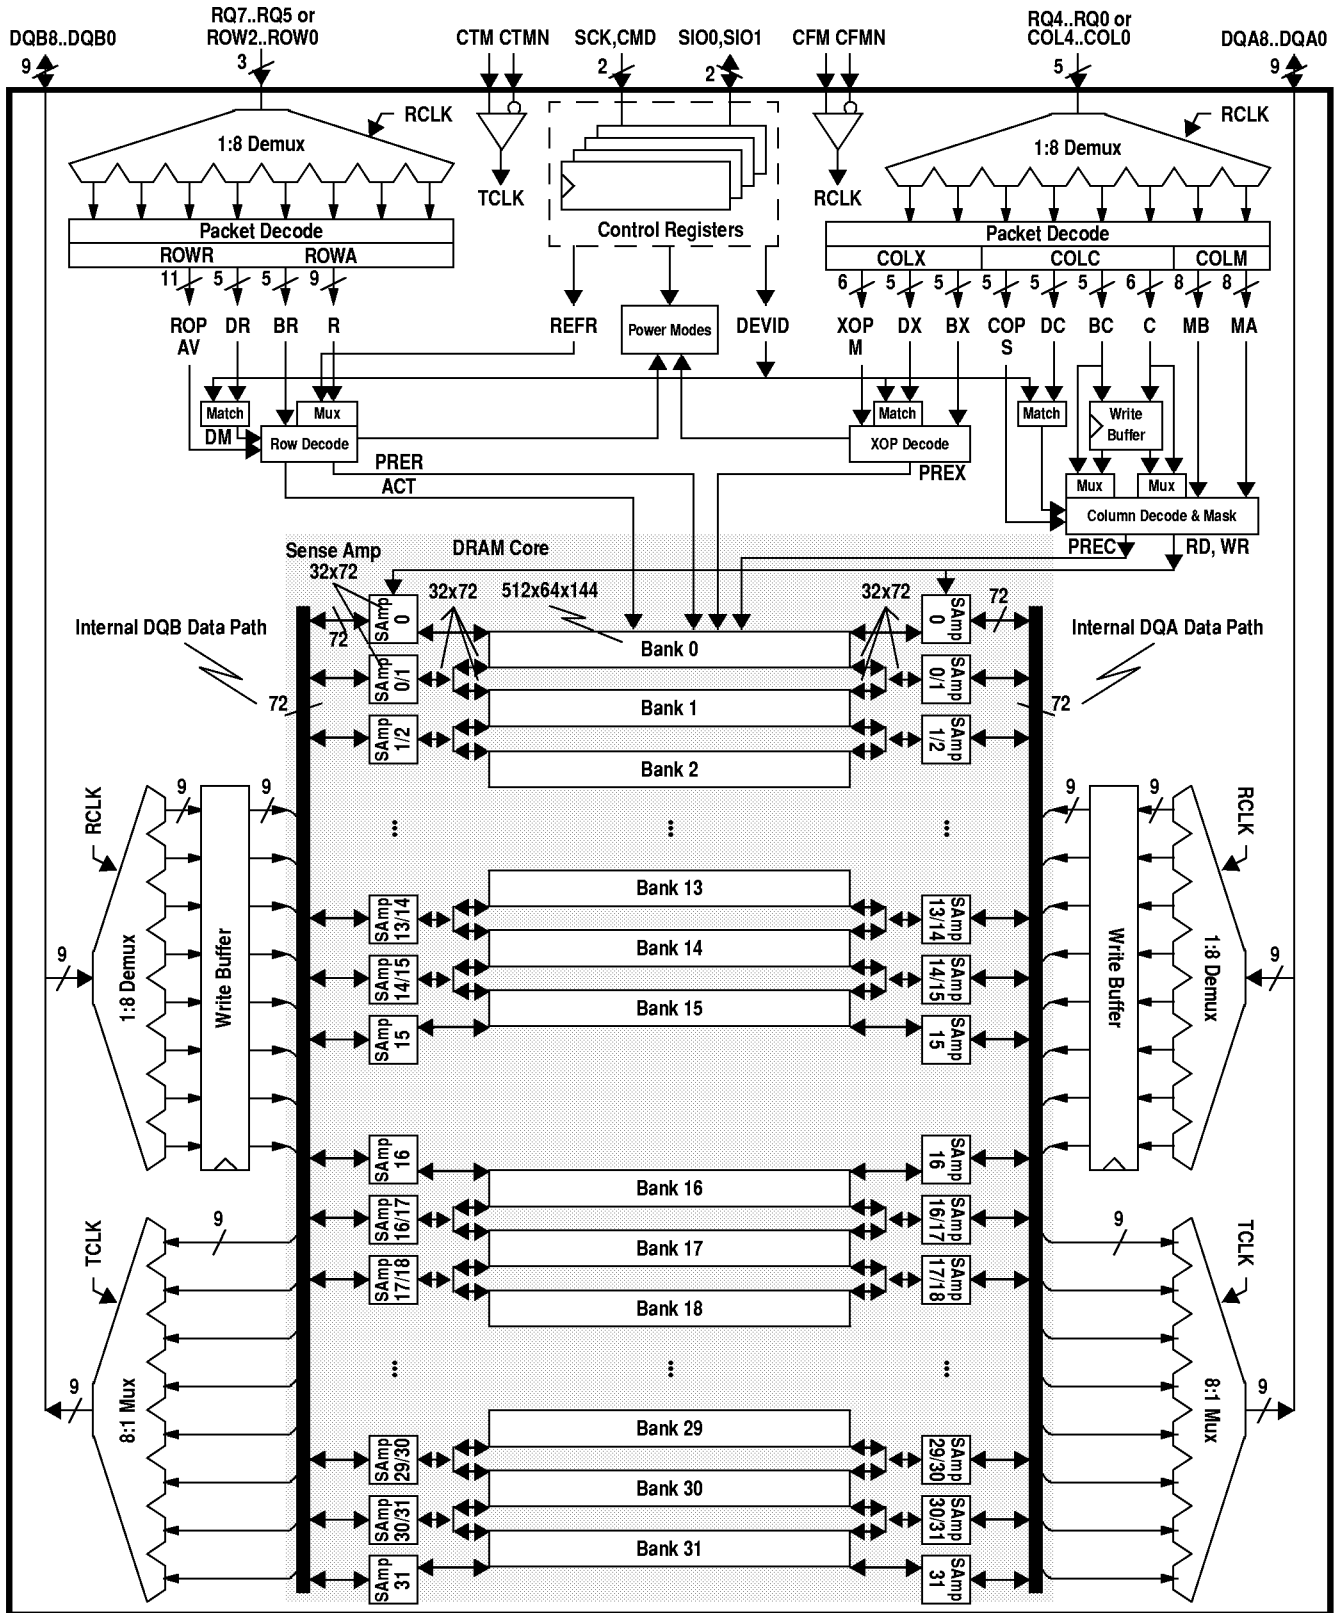 RQ7..RQ5 or
ROW2..ROW0
RQ4..RQ0 or
COL4..COL0
DQB8..DQB0
CTM CTMN
SCK,CMD
SIO0,SIO1
CFM CFMN
DQA8..DQA0
9
3
2
2
5
9
RCLK
RCLK
1:8 Demux
1:8 Demux
TCLK
RCLK
Control Registers
Packet Decode
Packet Decode
ROWR
ROWA
COLX
COLC
COLM
11
5
5
9
6
5
5
5
5
5
6
8
8
ROP
AV
DR
BR
R
REFR
Power Modes
DEVID
XOP
M
DX
BX
COP
S
DC
BC
C
MB
MA
Match
Mux
Match
Match
Write
Buffer
DM
Row Decode
XOP Decode
PRER
PREX
ACT
Mux
Mux
Column Decode & Mask
PREC
RD, WR
Sense Amp
32x72
DRAM Core
32x72
512x64x144
32x72
SAmp
0
SAmp
0
72
72
Internal DQB Data Path
Internal DQA Data Path
Bank 0
SAmp
0/1
SAmp
0/1
72
72
Bank 1
SAmp
1/2
SAmp
1/2
Bank 2
9
9
9
9
RCLK
RCLK
...
...
...
Bank 13
SAmp
13/14
SAmp
13/14
Bank 14
9
1:8 Demux
Write Buffer
Write Buffer
1:8 Demux
9
SAmp
14/15
SAmp
14/15
Bank 15
SAmp
15
SAmp
15
SAmp
16
SAmp
16
Bank 16
SAmp
16/17
SAmp
16/17
9
9
TCLK
TCLK
Bank 17
SAmp
17/18
SAmp
17/18
Bank 18
...
...
...
9
8:1 Mux
8:1 Mux
9
Bank 29
SAmp
29/30
SAmp
29/30
Bank 30
SAmp
30/31
SAmp
30/31
Bank 31
SAmp
31
SAmp
31